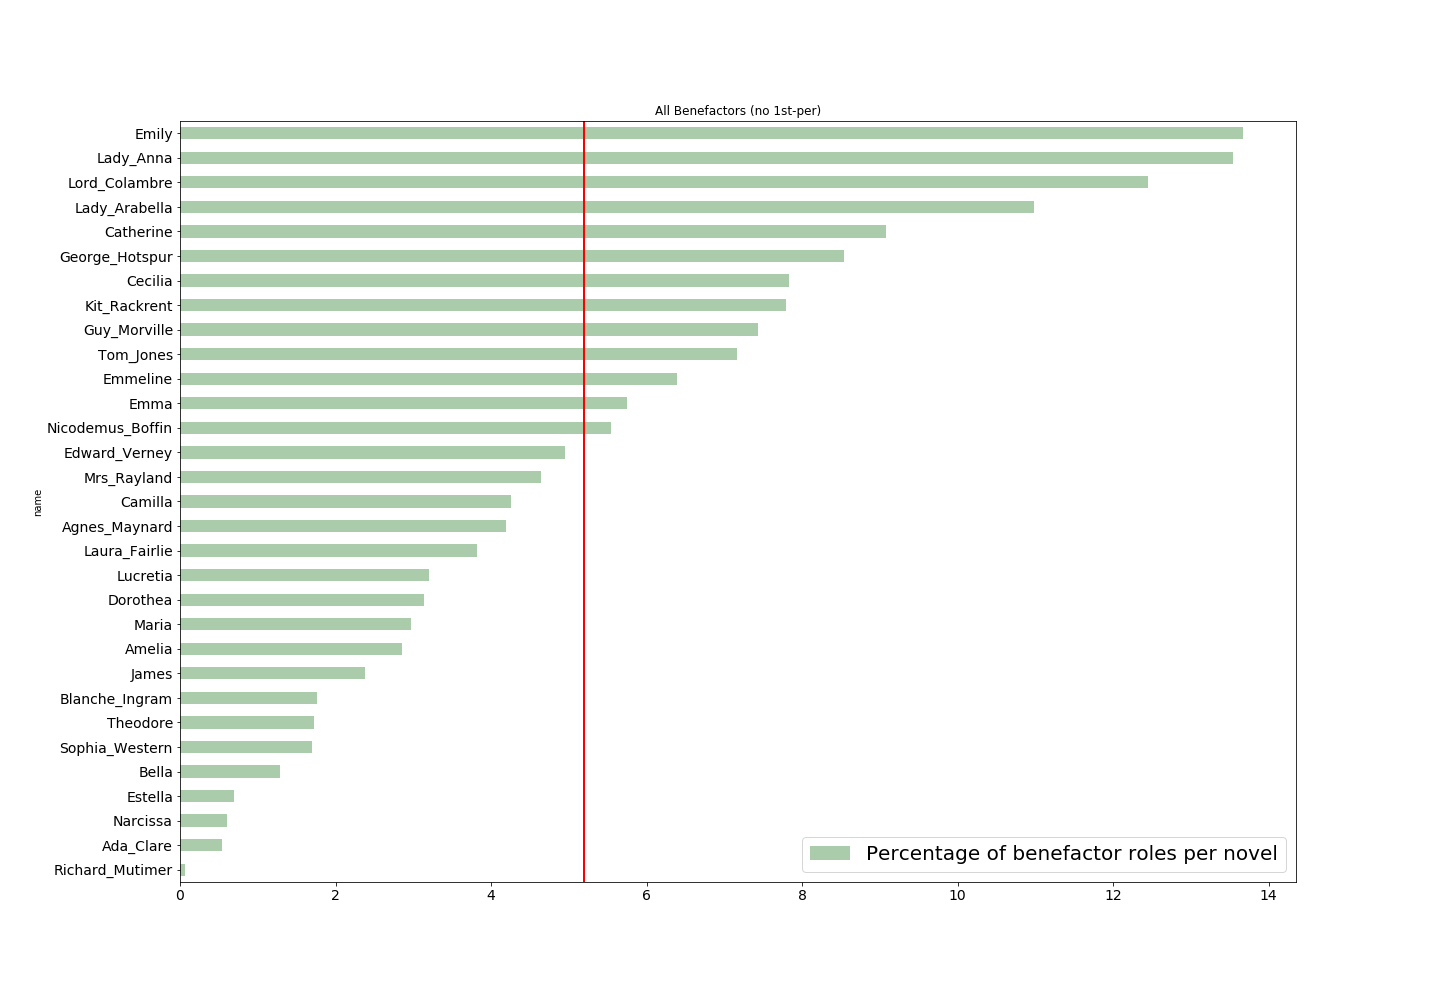 All Benefactors (no 1st-per)
Emily
Lady_Anna
Lord_Colambre
Lady_Arabella
Catherine
George_Hotspur
Cecilia
Kit_Rackrent
Guy_Morville
Tom_Jones
Emmeline
Emma
Nicodemus_Boffin
Edward_Verney
Mrs_Rayland
Camilla
Agnes_Maynard
Laura_Fairlie
Lucretia
Dorothea
Maria
Amelia
James
Blanche_Ingram
Theodore
Sophia_Western
Bella
Estella
Narcissa
Ada_Clare
Richard_Mutimer
name
Percentage of benefactor roles per novel
0 2 4 6 8 10 12 14